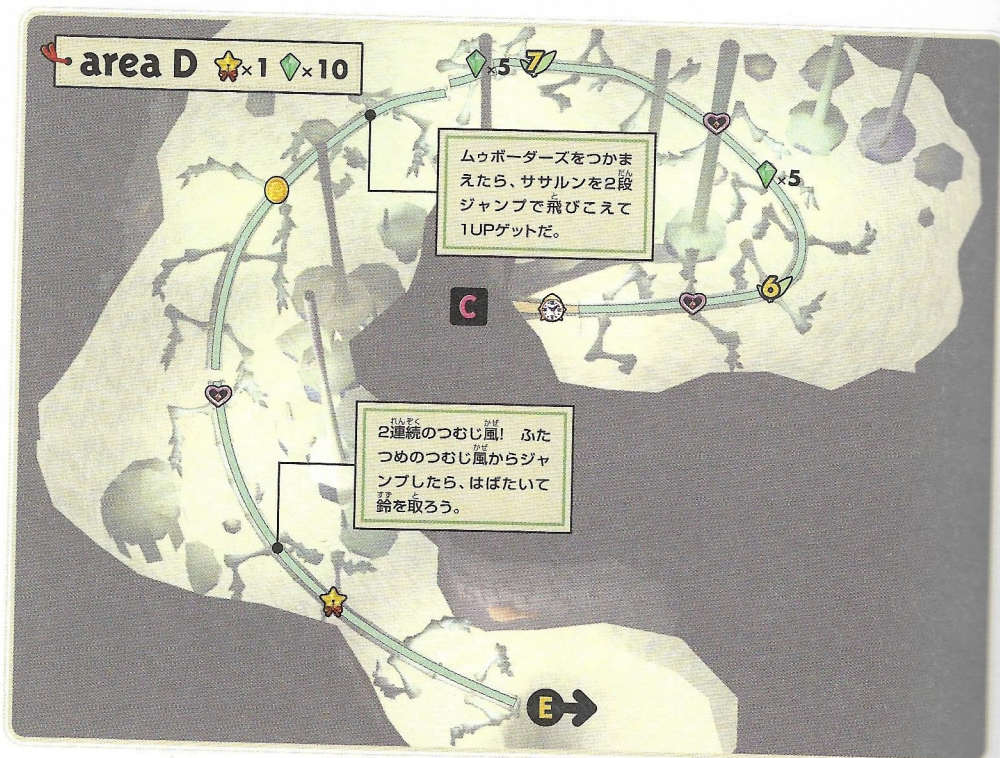 area D ×1 ×10
×5 7
×5
ムゥボーダーズをつかま
えたら、ササルンを2段
ジャンプで飛びこえて
1UPゲットだ。
C
6
2連続のつむじ風! ふた
つめのつむじ風からジャ
ンプしたら、はばたいて
鈴を取ろう。
E